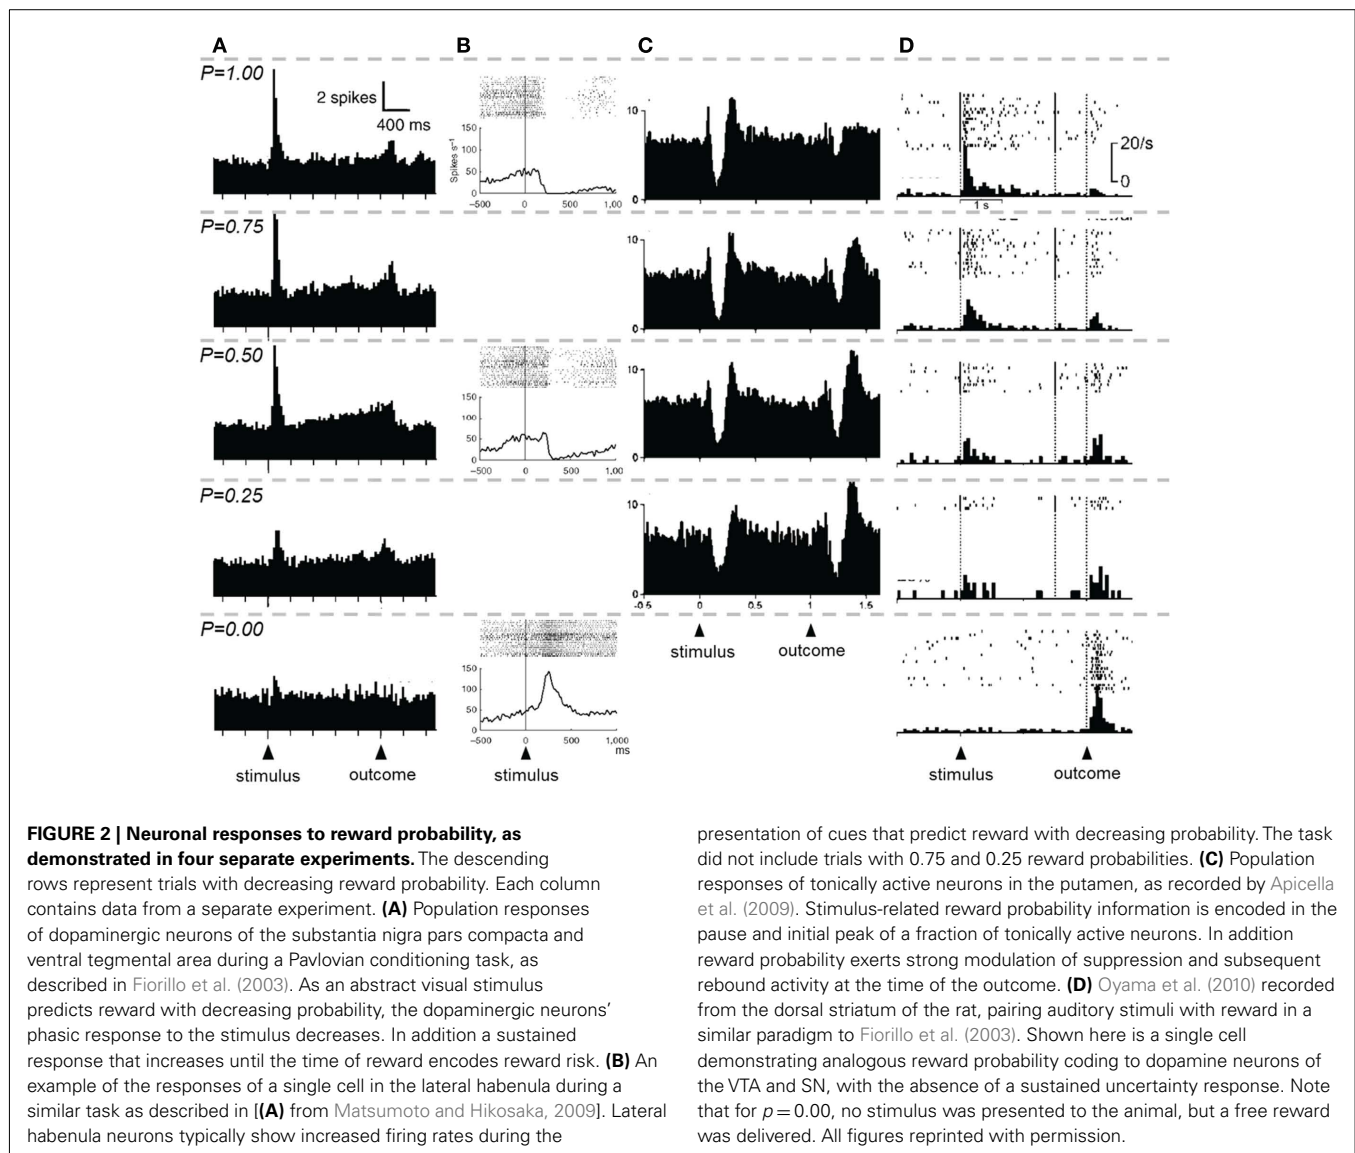 A B C D
P=1.00
2 spikes
400 ms
Spikes s⁻¹
150
100
50
0
–500 0 500 1,00
10
0
20/s
0
1 s
P=0.75
10
0
P=0.50
150
100
50
0
–500 0 500 1,00
10
0
P=0.25
10
0
-0.5 0 0.5 1 1.5
stimulus outcome
P=0.00
150
100
50
0
–500 0 500 1,000
ms
stimulus outcome stimulus stimulus outcome
FIGURE 2 | Neuronal responses to reward probability, as
demonstrated in four separate experiments. The descending
rows represent trials with decreasing reward probability. Each column
contains data from a separate experiment. (A) Population responses
of dopaminergic neurons of the substantia nigra pars compacta and
ventral tegmental area during a Pavlovian conditioning task, as
described in Fiorillo et al. (2003). As an abstract visual stimulus
predicts reward with decreasing probability, the dopaminergic neurons'
phasic response to the stimulus decreases. In addition a sustained
response that increases until the time of reward encodes reward risk. (B) An
example of the responses of a single cell in the lateral habenula during a
similar task as described in [(A) from Matsumoto and Hikosaka, 2009]. Lateral
habenula neurons typically show increased firing rates during the
presentation of cues that predict reward with decreasing probability. The task
did not include trials with 0.75 and 0.25 reward probabilities. (C) Population
responses of tonically active neurons in the putamen, as recorded by Apicella
et al. (2009). Stimulus-related reward probability information is encoded in the
pause and initial peak of a fraction of tonically active neurons. In addition
reward probability exerts strong modulation of suppression and subsequent
rebound activity at the time of the outcome. (D) Oyama et al. (2010) recorded
from the dorsal striatum of the rat, pairing auditory stimuli with reward in a
similar paradigm to Fiorillo et al. (2003). Shown here is a single cell
demonstrating analogous reward probability coding to dopamine neurons of
the VTA and SN, with the absence of a sustained uncertainty response. Note
that for p = 0.00, no stimulus was presented to the animal, but a free reward
was delivered. All figures reprinted with permission.